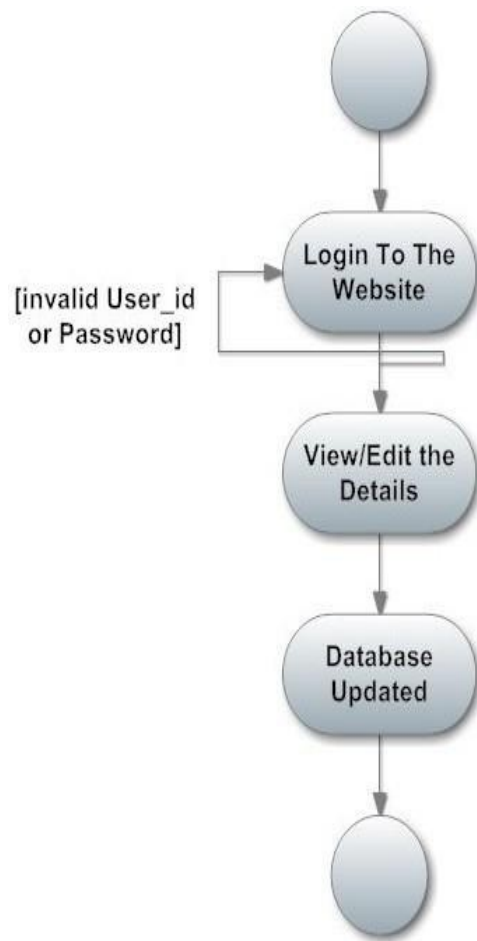 Login To The
Website
[invalid User_id
or Password]
View/Edit the
Details
Database
Updated